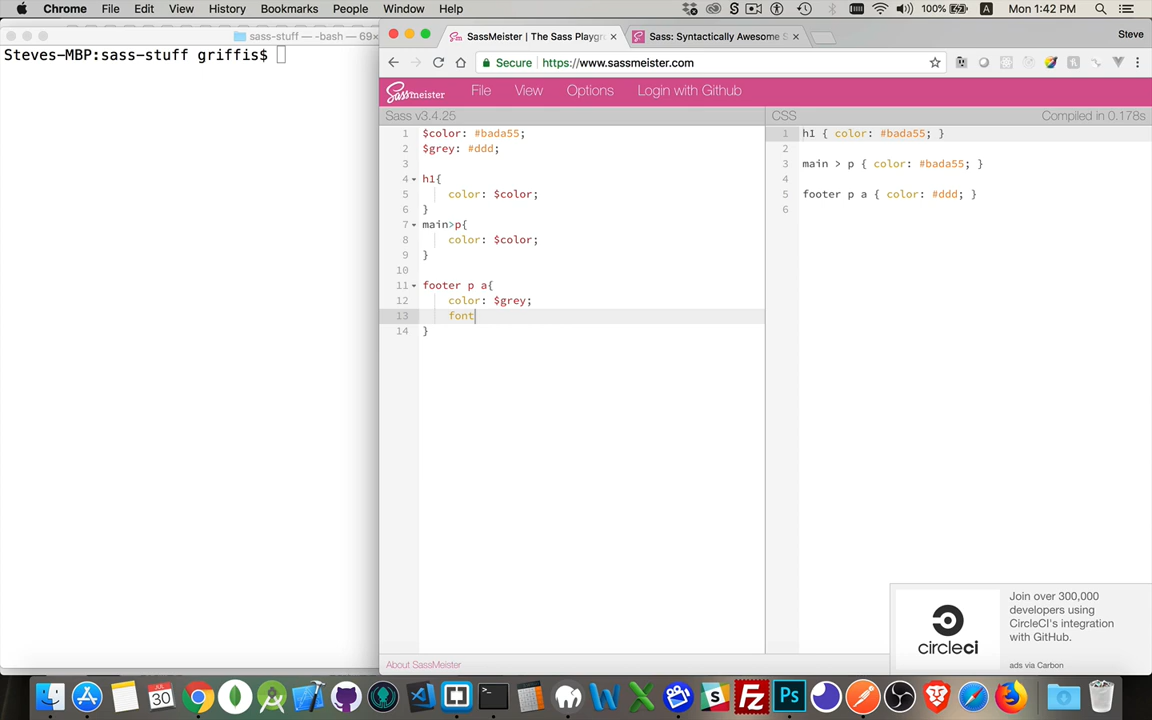 Chrome File Edit View History Bookmarks People Window Help 100% Mon 1:42 PM
sass-stuff — -bash — 69×
Steves-MBP:sass-stuff griffis$
SassMeister | The Sass Playgr
Sass: Syntactically Awesome S
Steve
Secure https://www.sassmeister.com
Sassmeister File View Options Login with Github
Sass v3.4.25
1 $color: #bada55;
2 $grey: #ddd;
3
4 h1{
5 color: $color;
6 }
7 main>p{
8 color: $color;
9 }
10
11 footer p a{
12 color: $grey;
13 font
14 }
CSS Compiled in 0.178s
1 h1 { color: #bada55; }
2
3 main > p { color: #bada55; }
4
5 footer p a { color: #ddd; }
6
circleci
Join over 300,000
developers using
CircleCI's integration
with GitHub.
ads via Carbon
About SassMeister
JUL
30